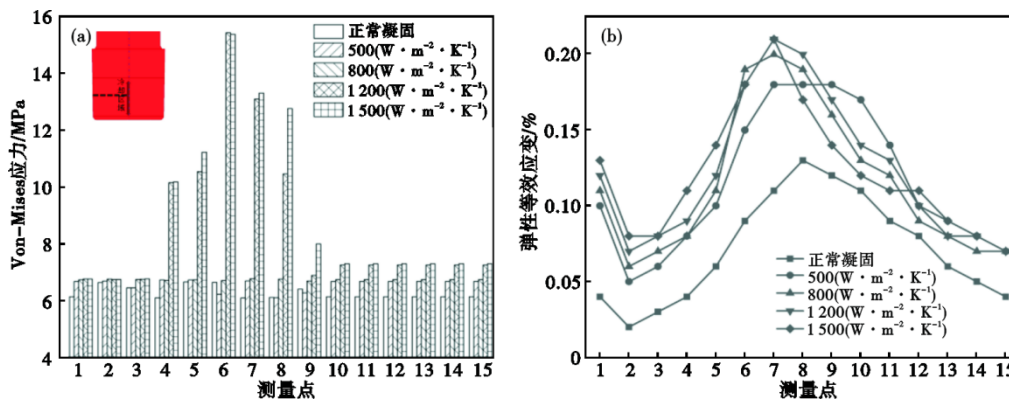 (a)
正常凝固
500(W·m⁻²·K⁻¹)
800(W·m⁻²·K⁻¹)
1 200(W·m⁻²·K⁻¹)
1 500(W·m⁻²·K⁻¹)
Von-Mises应力/MPa
16
14
12
10
8
6
4
1 2 3 4 5 6 7 8 9 10 11 12 13 14 15
测量点
(b)
弹性等效应变/%
0.20
0.15
0.10
0.05
0
正常凝固
500(W·m⁻²·K⁻¹)
800(W·m⁻²·K⁻¹)
1 200(W·m⁻²·K⁻¹)
1 500(W·m⁻²·K⁻¹)
1 2 3 4 5 6 7 8 9 10 11 12 13 14 15
测量点